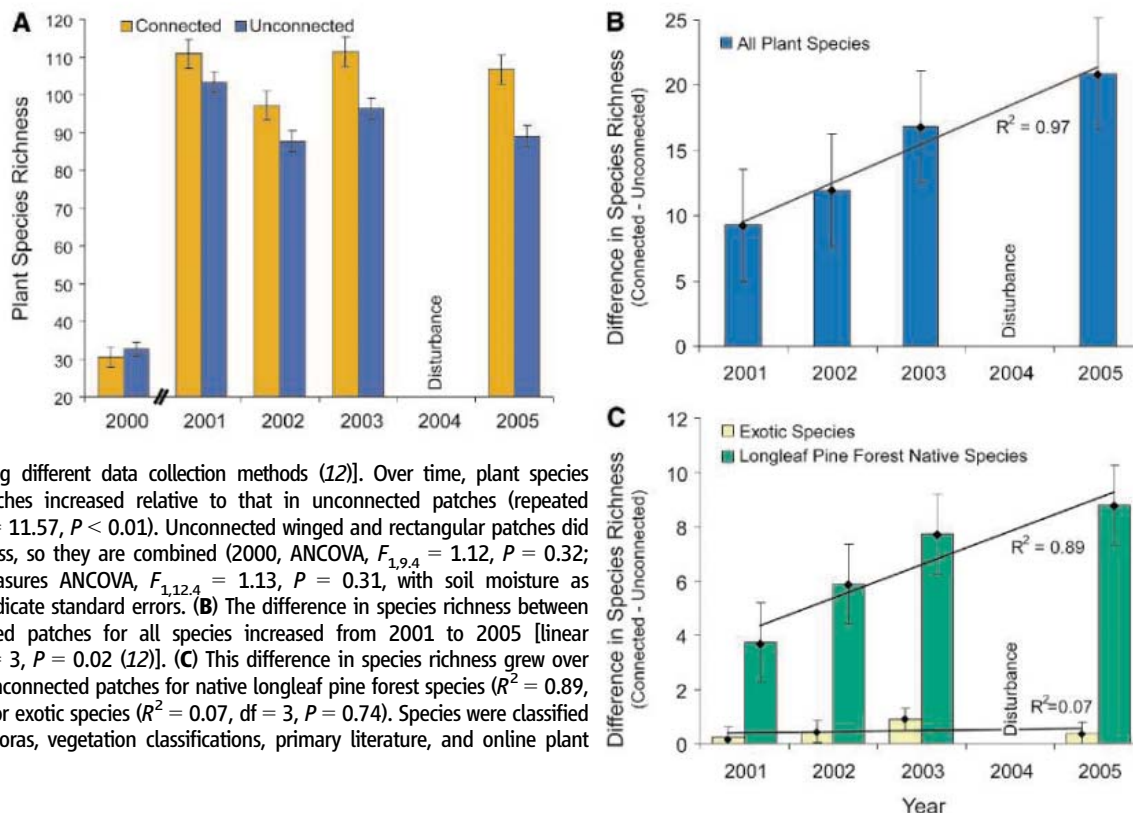 A
Connected Unconnected
Plant Species Richness
120
110
100
90
80
70
60
50
40
30
20
Disturbance
2000 2001 2002 2003 2004 2005
B
All Plant Species
Difference in Species Richness
(Connected - Unconnected)
25
20
15
10
5
0
R² = 0.97
Disturbance
2001 2002 2003 2004 2005
C
Exotic Species
Longleaf Pine Forest Native Species
Difference in Species Richness
(Connected - Unconnected)
12
10
8
6
4
2
0
R² = 0.89
R²=0.07
Disturbance
2001 2002 2003 2004 2005
Year
g different data collection methods (12)]. Over time, plant species
ches increased relative to that in unconnected patches (repeated
= 11.57, P < 0.01). Unconnected winged and rectangular patches did
ss, so they are combined (2000, ANCOVA, F1,9.4 = 1.12, P = 0.32;
asures ANCOVA, F1,12.4 = 1.13, P = 0.31, with soil moisture as
dicate standard errors. (B) The difference in species richness between
ed patches for all species increased from 2001 to 2005 [linear
= 3, P = 0.02 (12)]. (C) This difference in species richness grew over
nconnected patches for native longleaf pine forest species (R² = 0.89,
or exotic species (R² = 0.07, df = 3, P = 0.74). Species were classified
oras, vegetation classifications, primary literature, and online plant